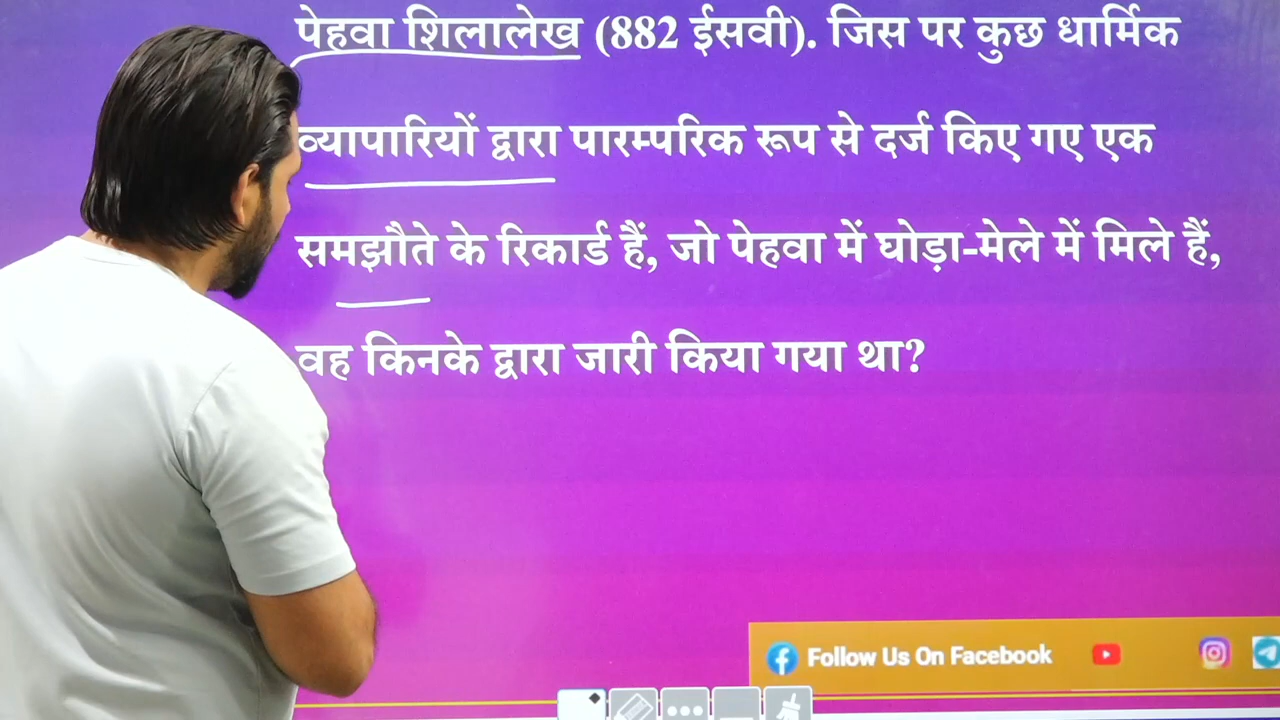 पेहवा शिलालेख (882 ईसवी). जिस पर कुछ धार्मिक
व्यापारियों द्वारा पारम्परिक रूप से दर्ज किए गए एक
समझौते के रिकार्ड हैं, जो पेहवा में घोड़ा-मेले में मिले हैं,
वह किनके द्वारा जारी किया गया था?
Follow Us On Facebook